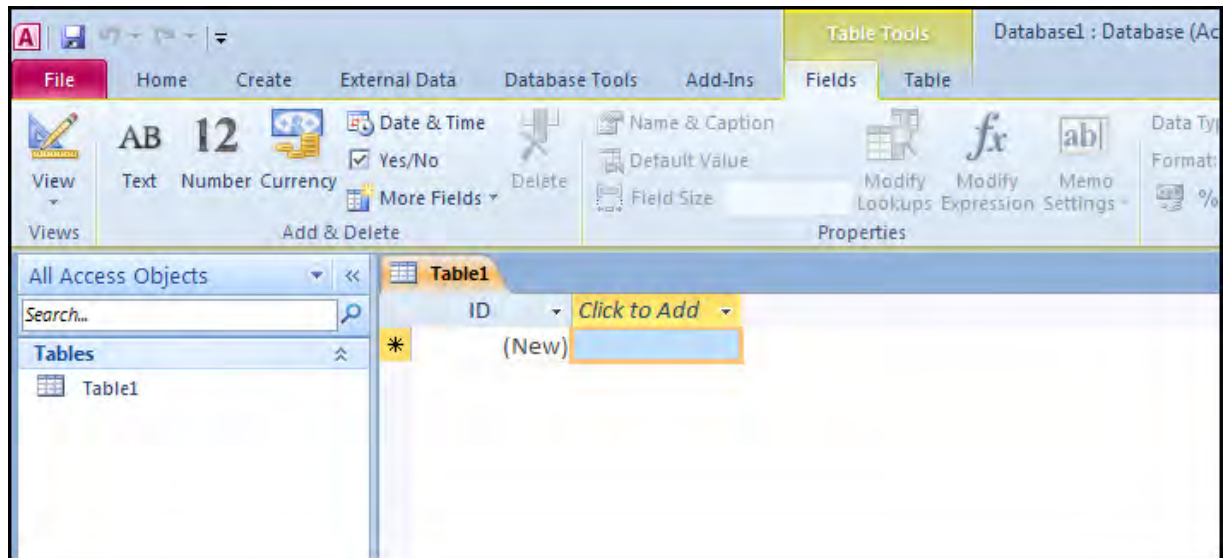 A
Table Tools
Database1 : Database (Ac
File Home Create External Data Database Tools Add-Ins Fields Table
View
AB Text
12 Number
Currency
Date & Time
Yes/No
More Fields
Delete
Name & Caption
Default Value
Field Size
Modify Lookups
fx Modify Expression
ab Memo Settings
Data Ty
Format:
%
Views Add & Delete Properties
All Access Objects «
Search...
Tables
Table1
Table1
ID Click to Add
* (New)